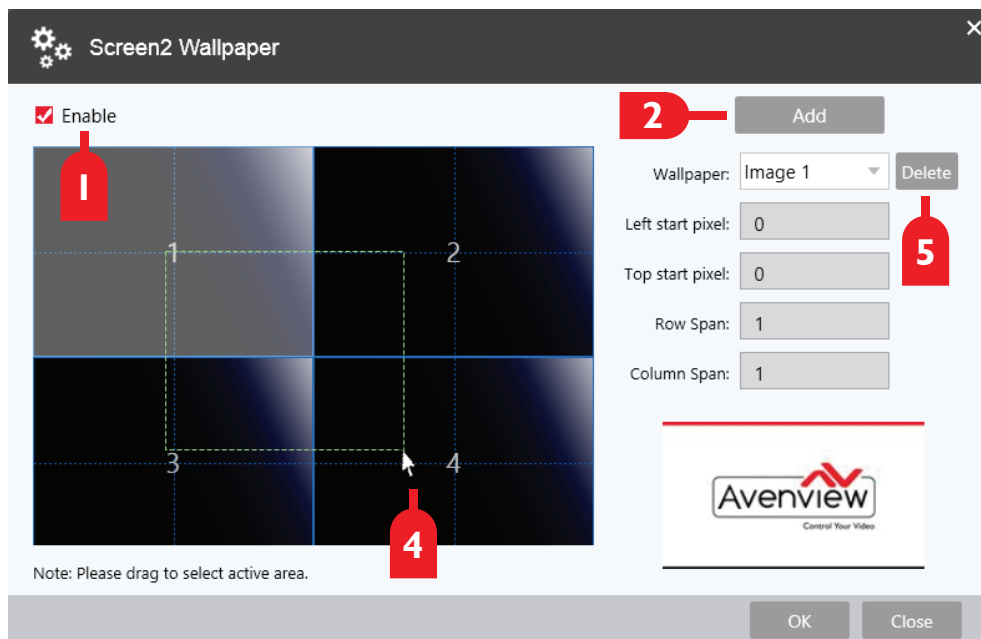 Screen2 Wallpaper
Enable
1
2
Add
Wallpaper: Image 1 Delete
Left start pixel: 0
5
Top start pixel: 0
Row Span: 1
Column Span: 1
1
2
3
4
4
Avenview
Control Your Video
Note: Please drag to select active area.
OK
Close